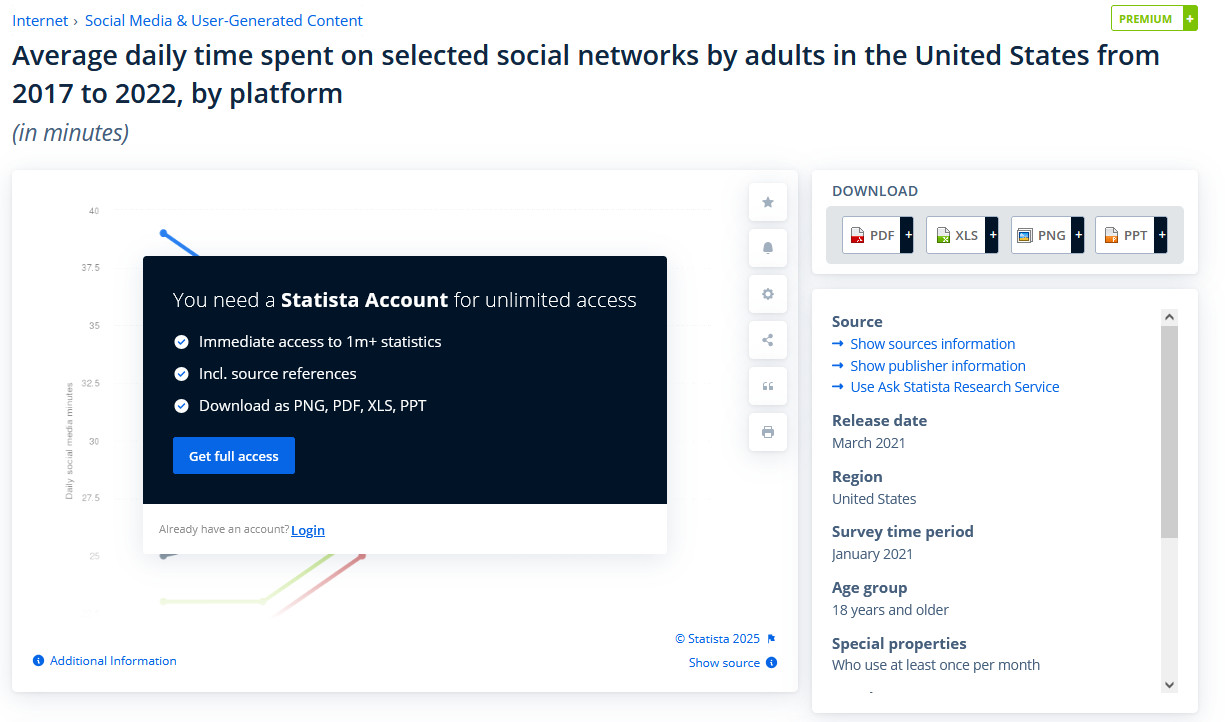 Internet › Social Media & User-Generated Content
PREMIUM +
Average daily time spent on selected social networks by adults in the United States from
2017 to 2022, by platform
(in minutes)
40
37.5
35
32.5
30
27.5
25
Daily social media minutes
You need a Statista Account for unlimited access
Immediate access to 1m+ statistics
Incl. source references
Download as PNG, PDF, XLS, PPT
Get full access
Already have an account? Login
© Statista 2025
Additional Information
Show source
DOWNLOAD
PDF + XLS + PNG + PPT +
Source
→ Show sources information
→ Show publisher information
→ Use Ask Statista Research Service
Release date
March 2021
Region
United States
Survey time period
January 2021
Age group
18 years and older
Special properties
Who use at least once per month